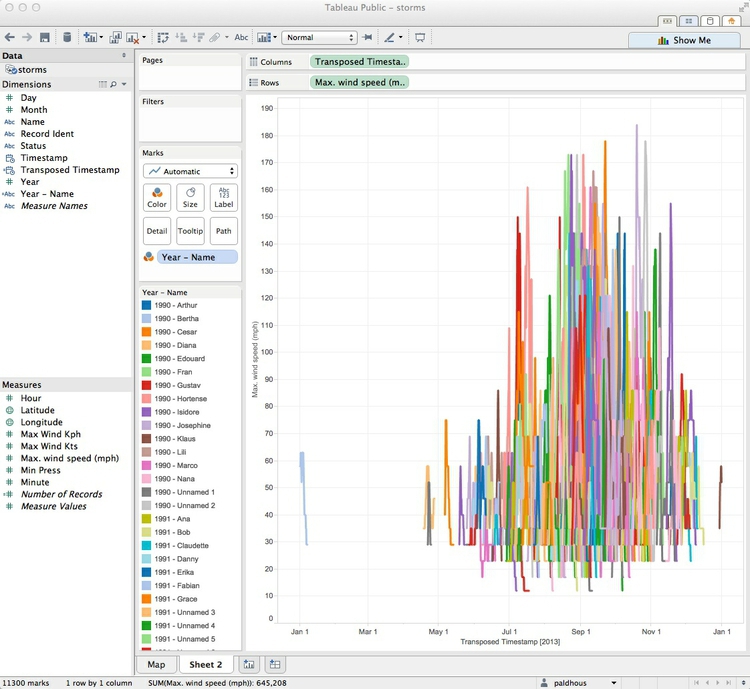 Tableau Public - storms
Abc
Normal
Show Me
Data
storms
Dimensions
Day
Month
Abc Name
Abc Record Ident
Abc Status
Timestamp
Transposed Timestamp
Year
Abc Year - Name
Abc Measure Names
Measures
Hour
Latitude
Longitude
Max Wind Kph
Max Wind Kts
Max. wind speed (mph)
Min Press
Minute
Number of Records
Measure Values
Pages
Filters
Marks
Automatic
Color
Size
Abc
123
Label
Detail
Tooltip
Path
Year - Name
Year - Name
1990 - Arthur
1990 - Bertha
1990 - Cesar
1990 - Diana
1990 - Edouard
1990 - Fran
1990 - Gustav
1990 - Hortense
1990 - Isidore
1990 - Josephine
1990 - Klaus
1990 - Lili
1990 - Marco
1990 - Nana
1990 - Unnamed 1
1990 - Unnamed 2
1991 - Ana
1991 - Bob
1991 - Claudette
1991 - Danny
1991 - Erika
1991 - Fabian
1991 - Grace
1991 - Unnamed 3
1991 - Unnamed 4
1991 - Unnamed 5
Columns
Transposed Timesta..
Rows
Max. wind speed (m..
190
180
170
160
150
140
130
120
110
100
90
80
70
60
50
40
30
20
10
0
Max. wind speed (mph)
Jan 1
Mar 1
May 1
Jul 1
Sep 1
Nov 1
Jan 1
Transposed Timestamp [2013]
Map
Sheet 2
11300 marks
1 row by 1 column
SUM(Max. wind speed (mph)): 645,208
paldhous